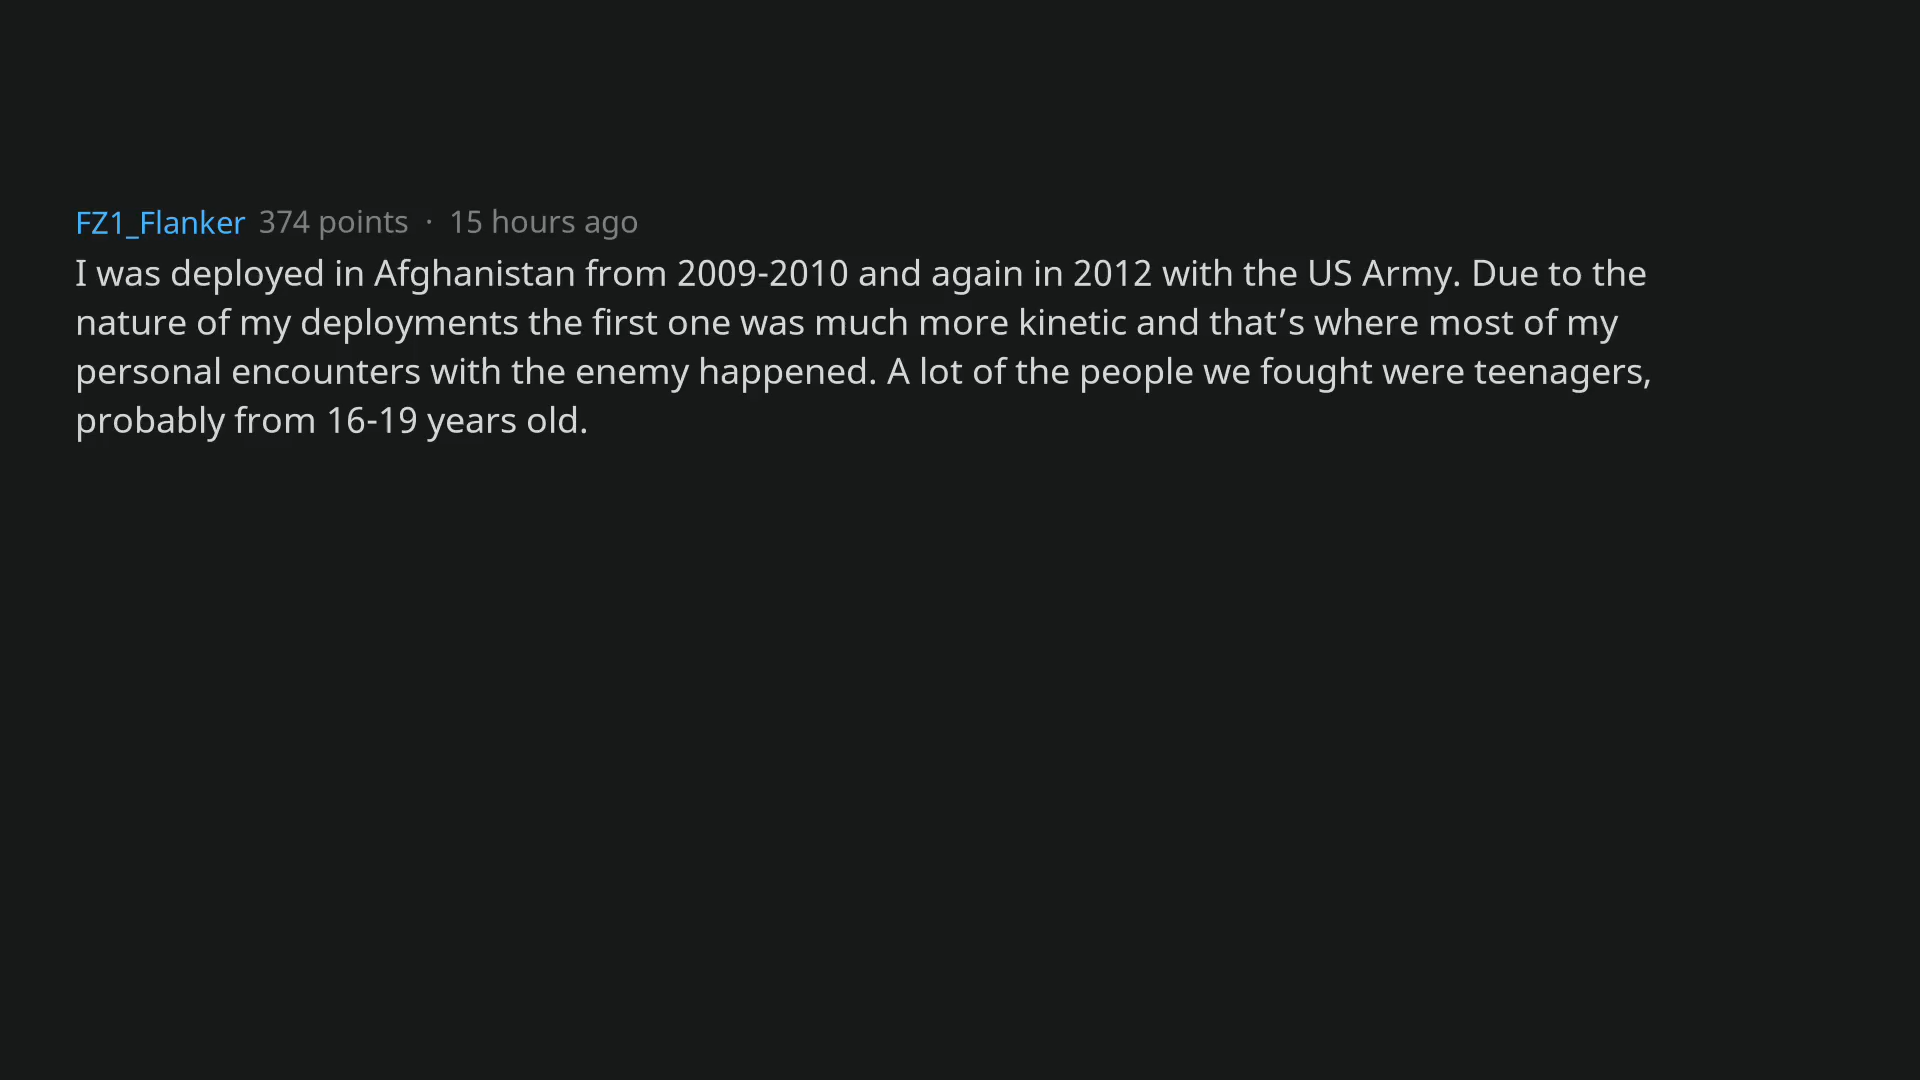 FZ1_Flanker 374 points · 15 hours ago
I was deployed in Afghanistan from 2009-2010 and again in 2012 with the US Army. Due to the
nature of my deployments the first one was much more kinetic and that’s where most of my
personal encounters with the enemy happened. A lot of the people we fought were teenagers,
probably from 16-19 years old.